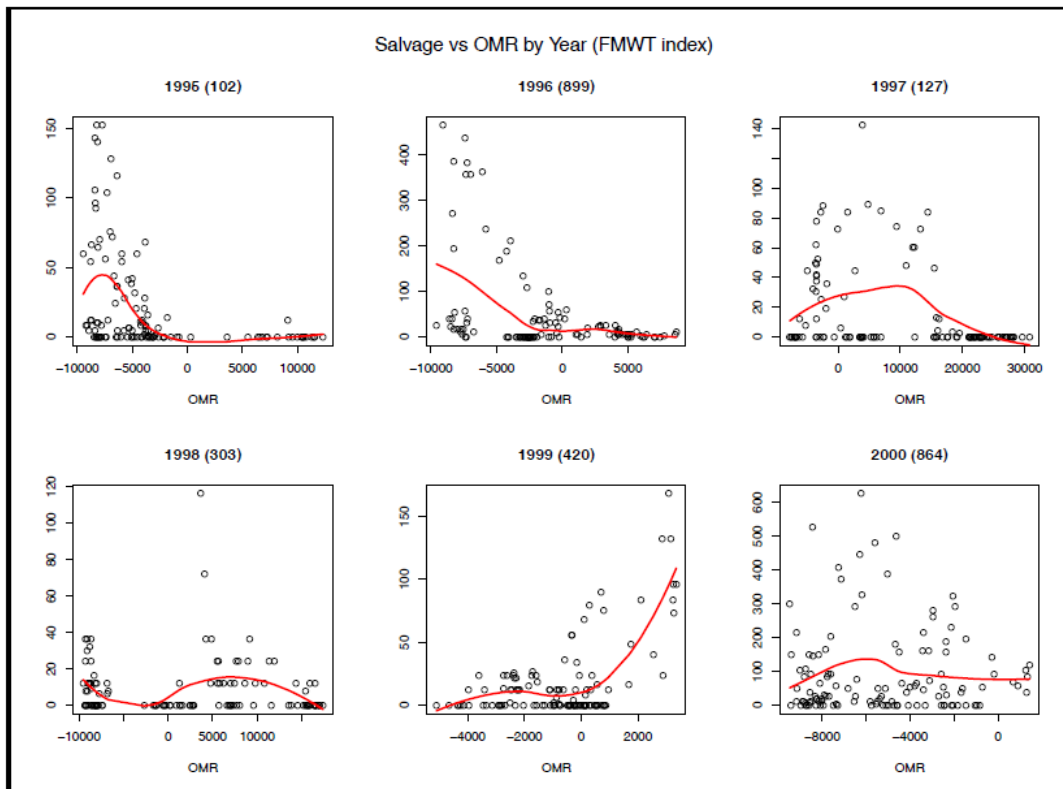 Salvage vs OMR by Year (FMWT index)
1995 (102)
1996 (899)
1997 (127)
0 50 100 150
0 100 200 300 400
0 20 40 60 80 100 140
−10000 −5000 0 5000 10000
−10000 −5000 0 5000
0 10000 20000 30000
OMR
OMR
OMR
1998 (303)
1999 (420)
2000 (864)
0 20 40 60 80 100 120
0 50 100 150
0 100 200 300 400 500 600
−10000 0 5000 10000
−4000 −2000 0 2000
−8000 −4000 0
OMR
OMR
OMR